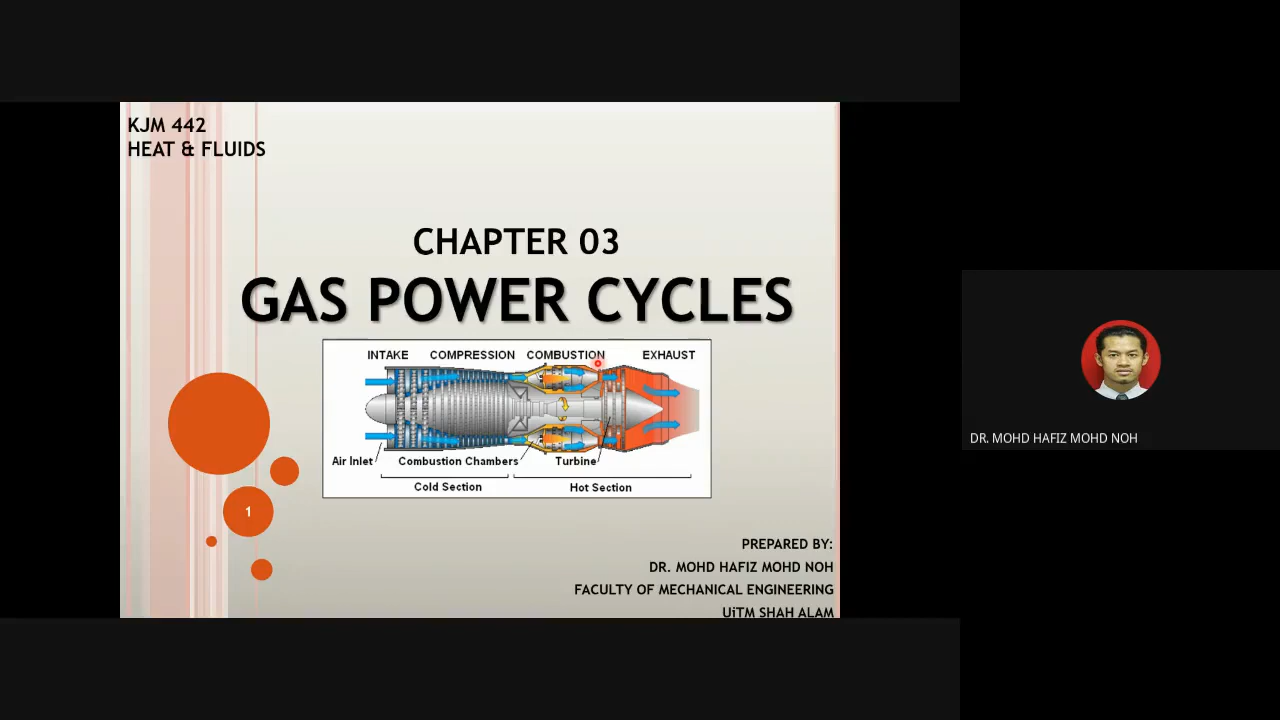 KJM 442
HEAT & FLUIDS
CHAPTER 03
GAS POWER CYCLES
INTAKE COMPRESSION COMBUSTION EXHAUST
Air Inlet Combustion Chambers Turbine
Cold Section Hot Section
1
PREPARED BY:
DR. MOHD HAFIZ MOHD NOH
FACULTY OF MECHANICAL ENGINEERING
UiTM SHAH ALAM
DR. MOHD HAFIZ MOHD NOH